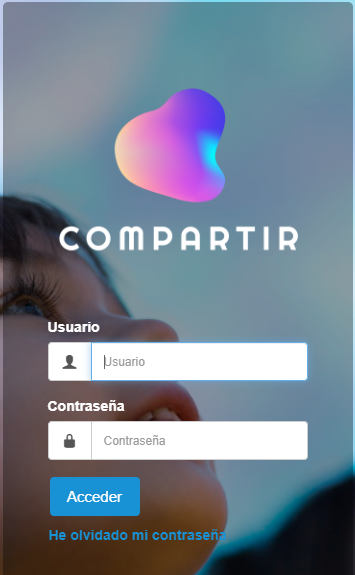 COMPARTIR
Usuario
Usuario
Contraseña
Contraseña
Acceder
He olvidado mi contraseña